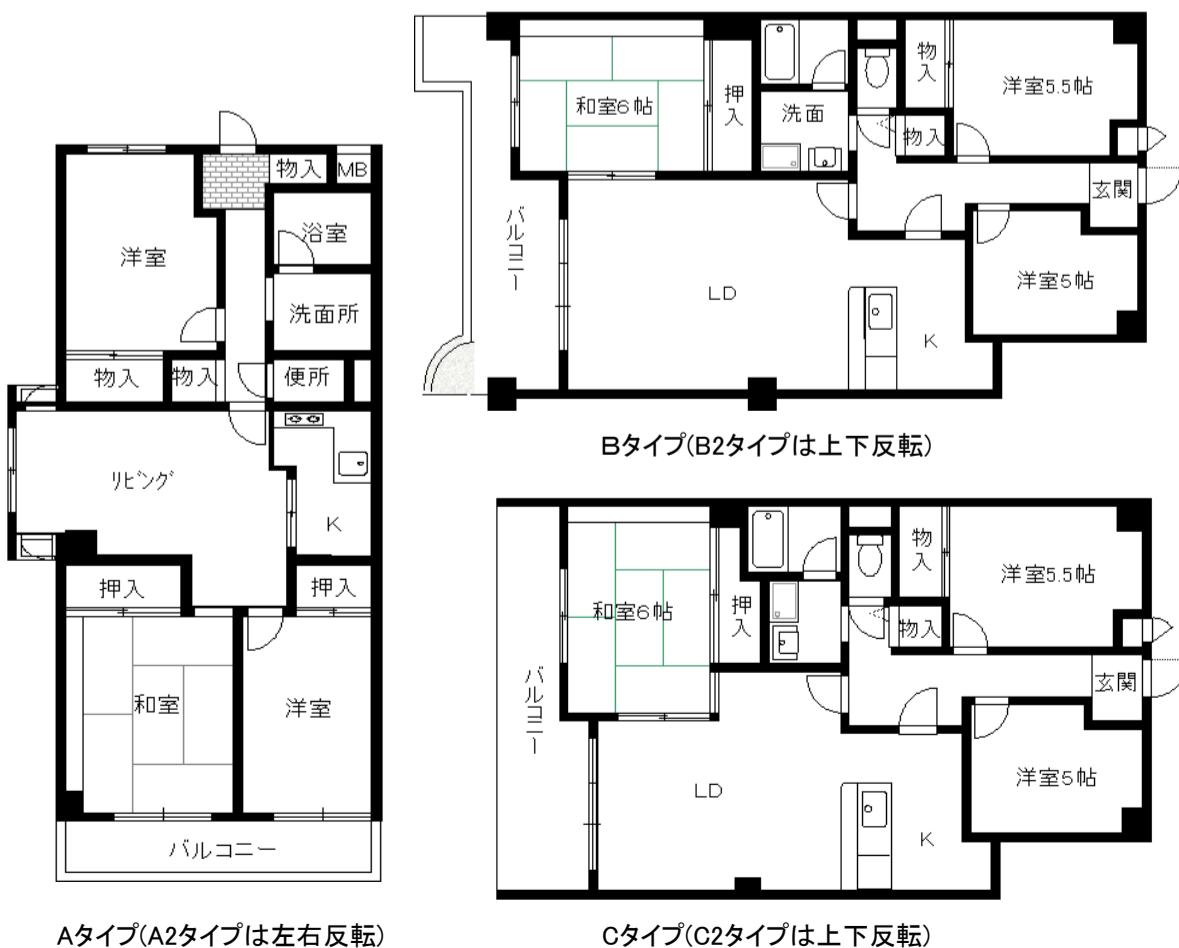 物入
MB
浴室
洋室
洗面所
物入
物入
便所
リビング
K
押入
押入
和室
洋室
バルコニー
Aタイプ(A2タイプは左右反転)
和室6帖
押入
洗面
物入
洋室5.5帖
物入
玄関
バルコニー
LD
洋室5帖
K
Bタイプ(B2タイプは上下反転)
和室6帖
押入
物入
洋室5.5帖
物入
玄関
バルコニー
LD
洋室5帖
K
Cタイプ(C2タイプは上下反転)